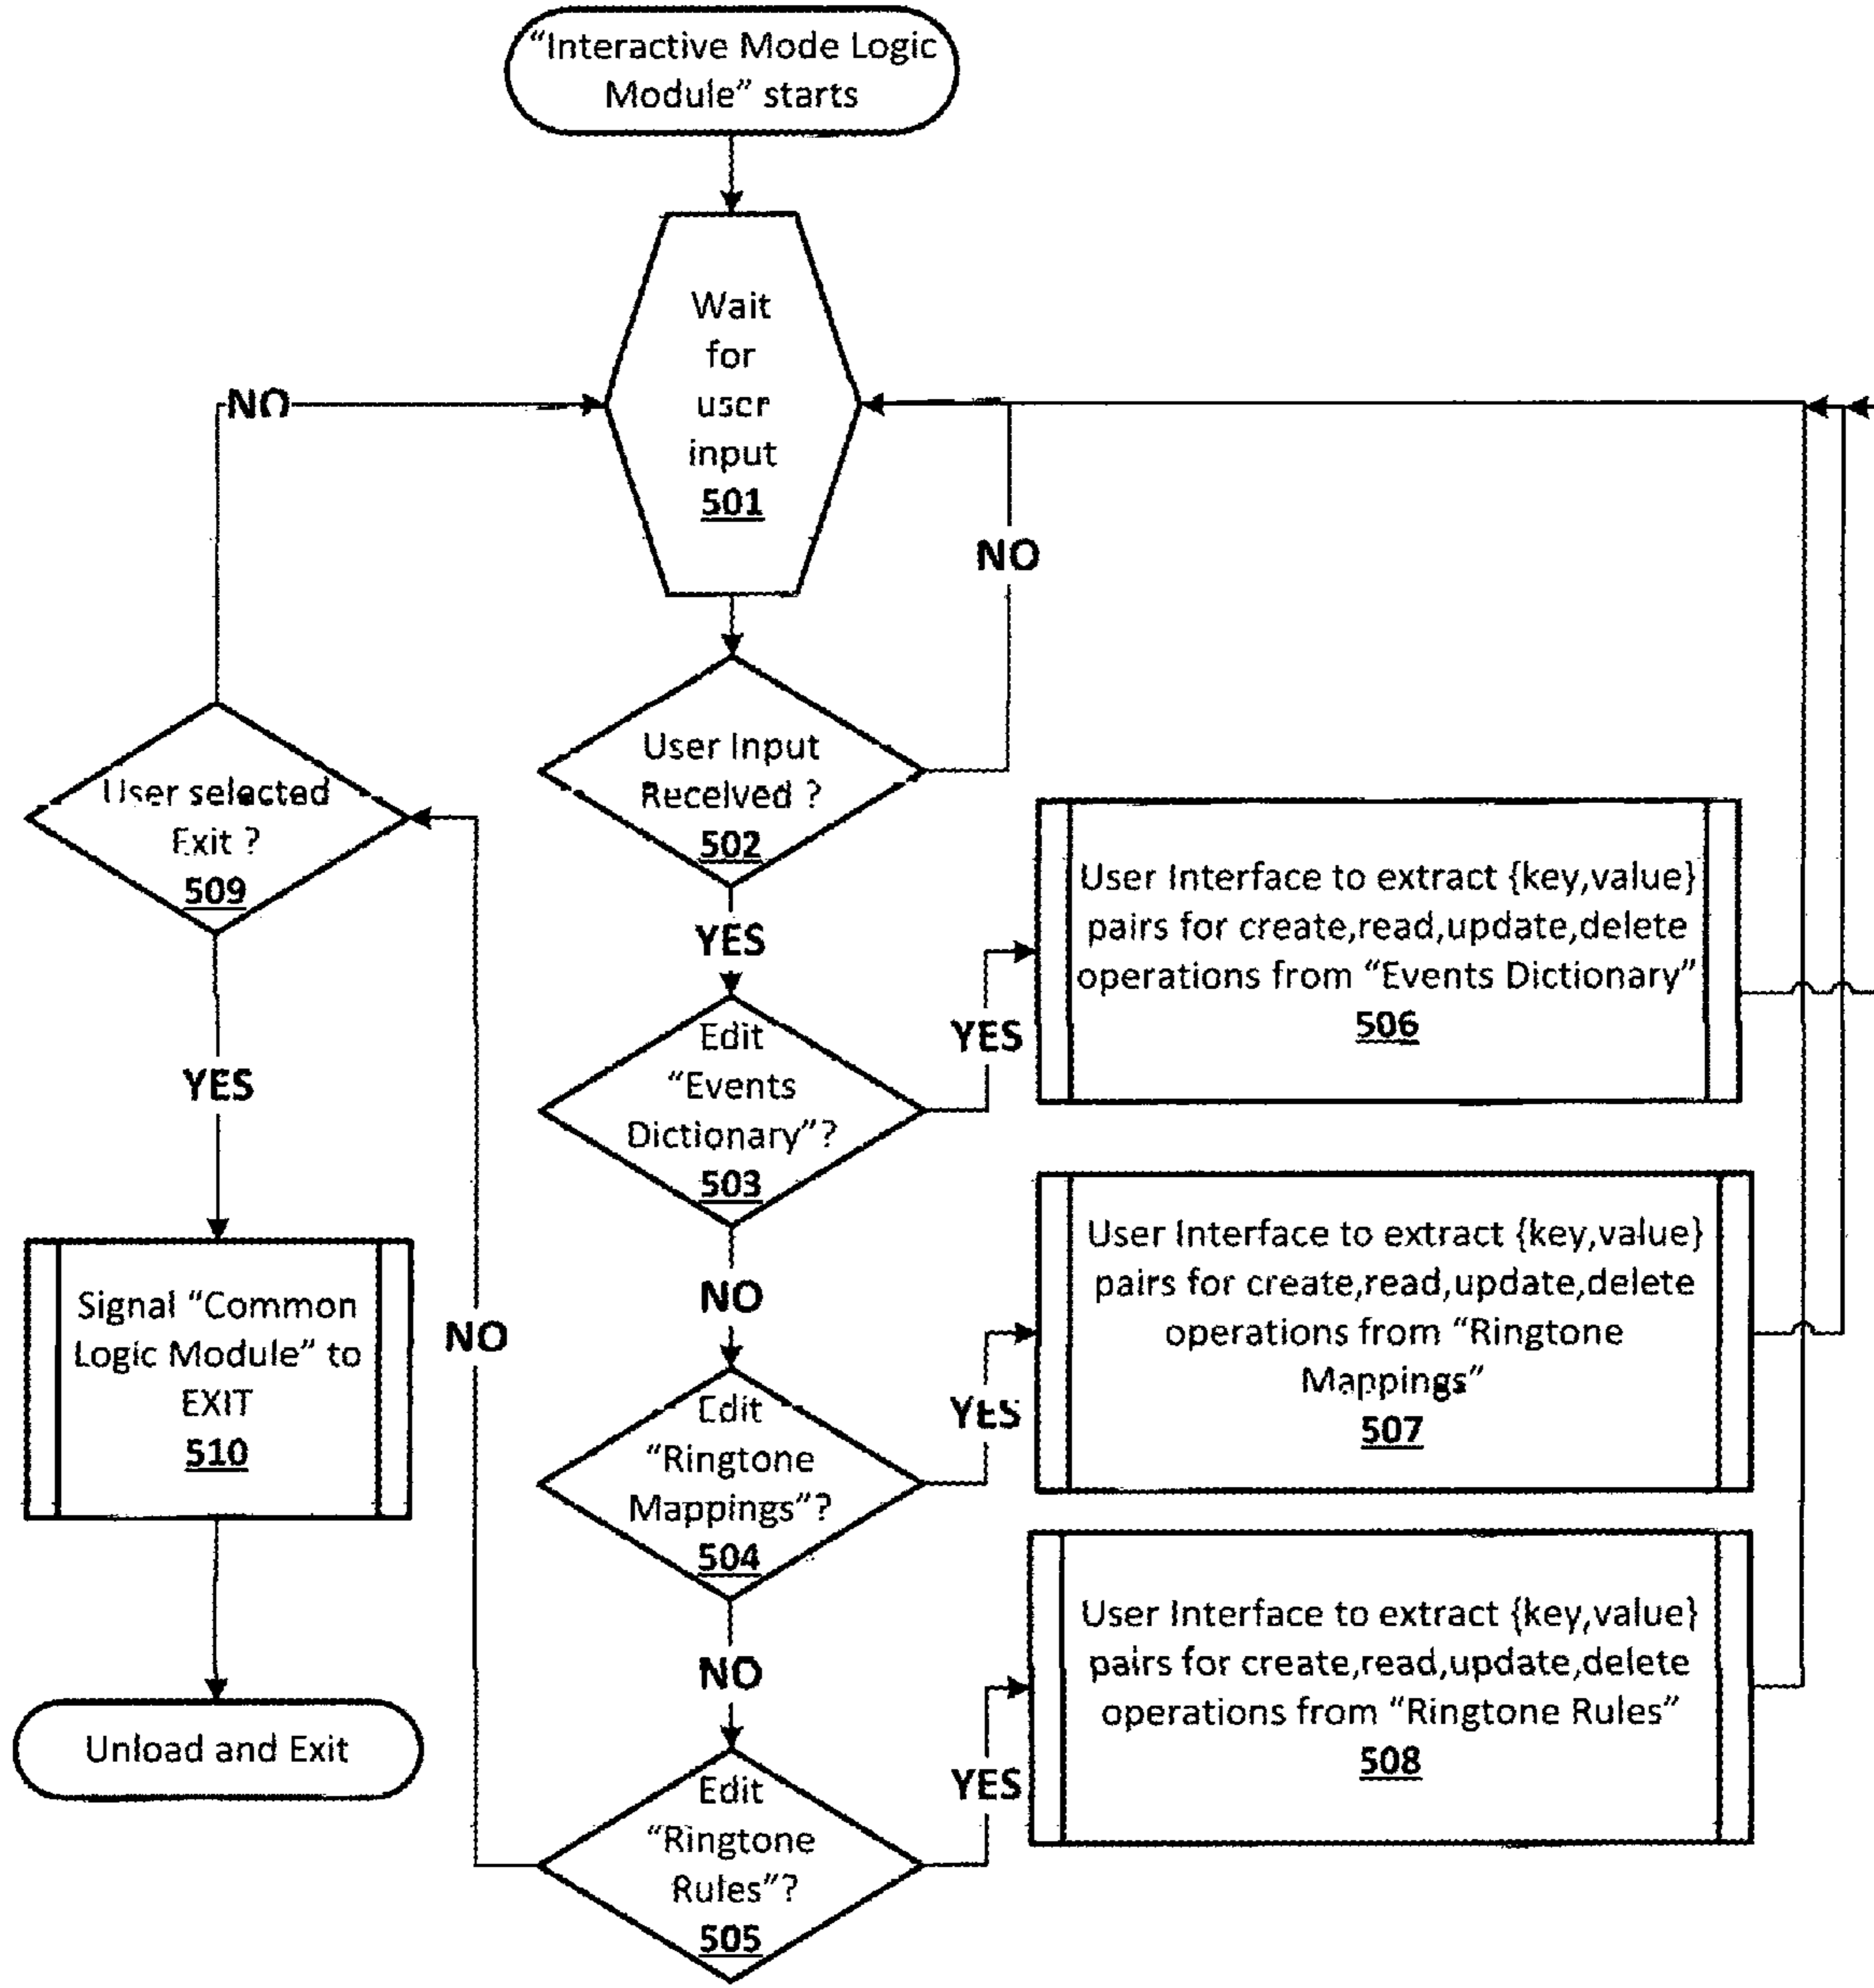 “Interactive Mode Logic
Module” starts
Wait
for
user
input
501
NO
NO
User Input
Received ?
502
User selected
Exit ?
509
YES
User Interface to extract {key,value}
pairs for create,read,update,delete
operations from “Events Dictionary”
506
YES
Edit
“Events
Dictionary”?
503
YES
YES
NO
User Interface to extract {key,value}
pairs for create,read,update,delete
operations from “Ringtone
Mappings”
507
Signal “Common
Logic Module” to
EXIT
510
NO
Edit
“Ringtone
Mappings”?
504
YES
NO
User Interface to extract {key,value}
pairs for create,read,update,delete
operations from “Ringtone Rules”
508
Unload and Exit
Edit
“Ringtone
Rules”?
505
YES